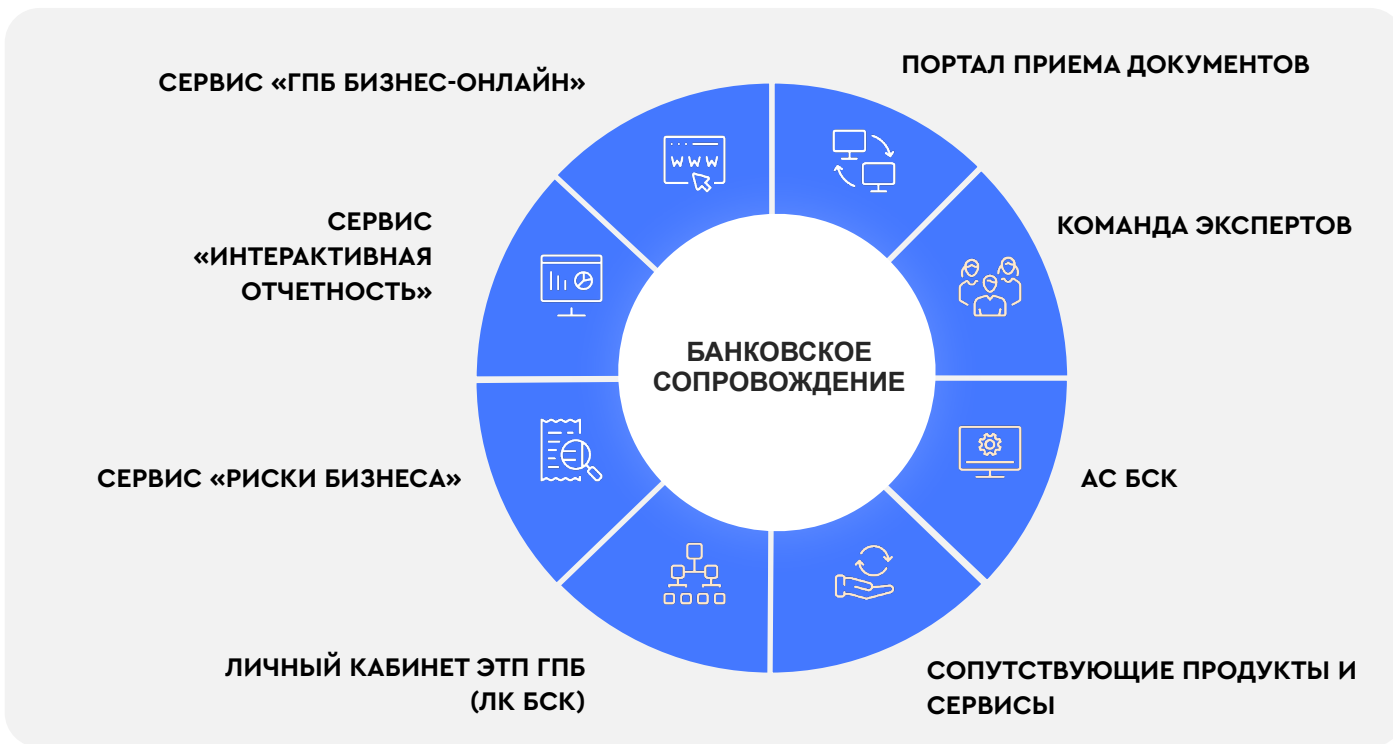 СЕРВИС «ГПБ БИЗНЕС-ОНЛАЙН»
ПОРТАЛ ПРИЕМА ДОКУМЕНТОВ
WWW
СЕРВИС
«ИНТЕРАКТИВНАЯ
ОТЧЕТНОСТЬ»
КОМАНДА ЭКСПЕРТОВ
БАНКОВСКОЕ
СОПРОВОЖДЕНИЕ
СЕРВИС «РИСКИ БИЗНЕСА»
АС БСК
ЛИЧНЫЙ КАБИНЕТ ЭТП ГПБ
(ЛК БСК)
СОПУТСТВУЮЩИЕ ПРОДУКТЫ И
СЕРВИСЫ